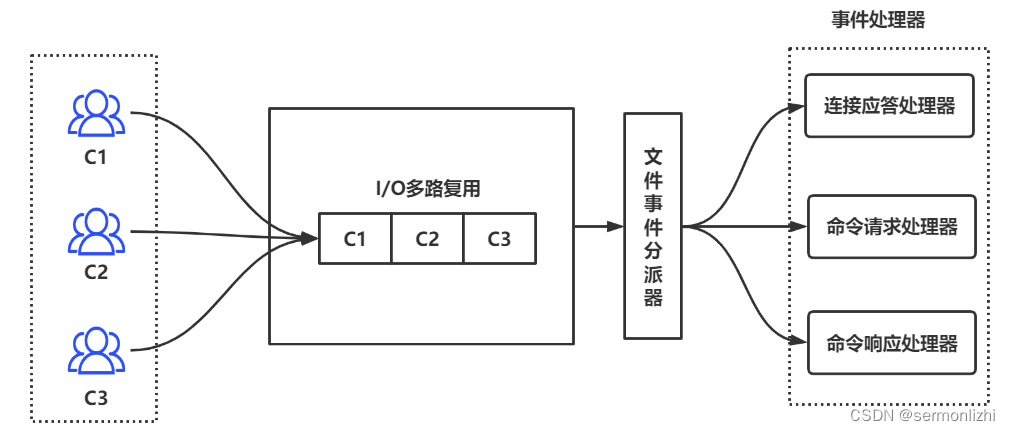 事件处理器
C1
C2
C3
I/O多路复用
C1
C2
C3
文件事件分派器
连接应答处理器
命令请求处理器
命令响应处理器
CSDN @sermonlizhi